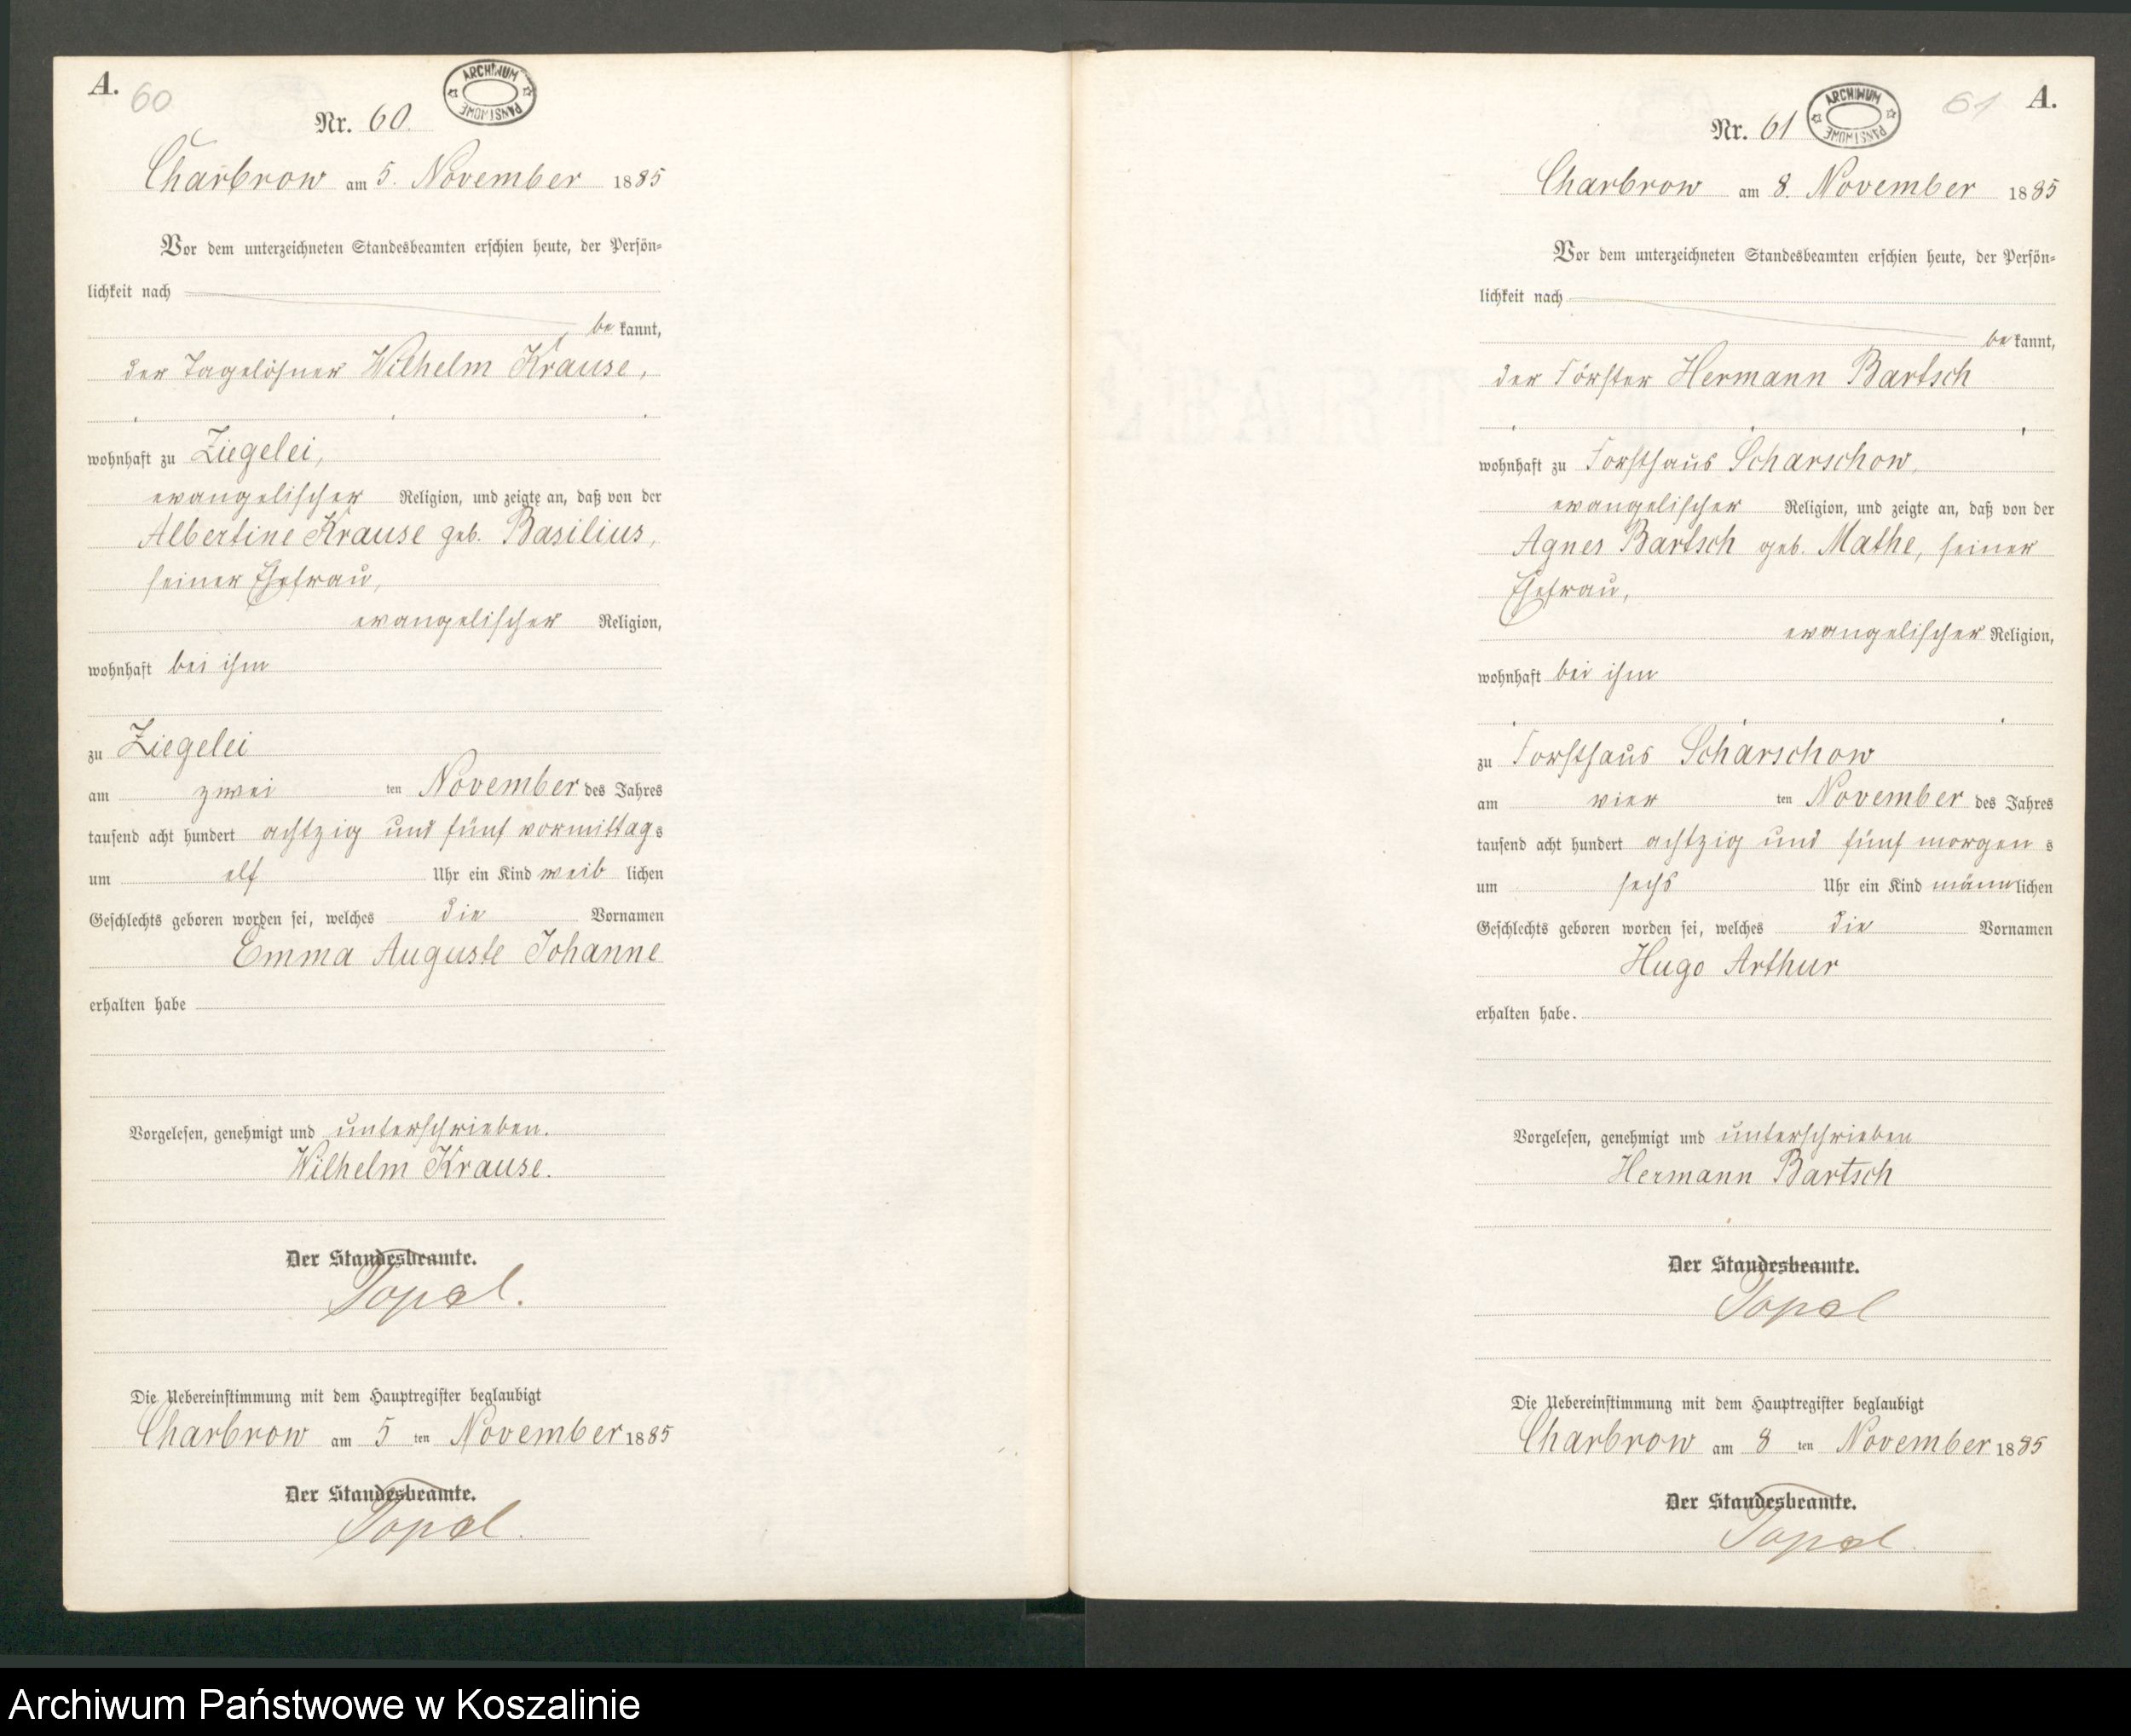 A.
60
ARCHIWUM PAŃSTWOWE
Nr. 60.
Charbrow am 5. November 1885
Vor dem unterzeichneten Standesbeamten erschien heute, der Persön-
lichkeit nach
bekannt,
der Tagelöhner Wilhelm Krause,
wohnhaft zu Ziegelei,
evangelischer Religion, und zeigte an, daß von der
Albertine Krause geb. Basilius,
seiner Ehefrau,
evangelischer Religion,
wohnhaft bei ihm
zu Ziegelei
am zwei ten November des Jahres
tausend acht hundert achtzig und fünf vormittags
um elf Uhr ein Kind weiblichen
Geschlechts geboren worden sei, welches die Vornamen
Emma Auguste Johanne
erhalten habe
Vorgelesen, genehmigt und unterschrieben.
Wilhelm Krause.
Der Standesbeamte.
Topal.
Die Uebereinstimmung mit dem Hauptregister beglaubigt
Charbrow am 5 ten November 1885
Der Standesbeamte.
Topal.
61
A.
ARCHIWUM PAŃSTWOWE
Nr. 61
Charbrow am 8. November 1885
Vor dem unterzeichneten Standesbeamten erschien heute, der Persön-
lichkeit nach
bekannt,
der Förster Hermann Bartsch
wohnhaft zu Forsthaus Scharschow,
evangelischer Religion, und zeigte an, daß von der
Agnes Bartsch geb. Mathe, seiner
Ehefrau,
evangelischer Religion,
wohnhaft bei ihm
zu Forsthaus Scharschow
am vier ten November des Jahres
tausend acht hundert achtzig und fünf morgens
um sechs Uhr ein Kind männlichen
Geschlechts geboren worden sei, welches die Vornamen
Hugo Arthur
erhalten habe.
Vorgelesen, genehmigt und unterschrieben
Hermann Bartsch
Der Standesbeamte.
Topal
Die Uebereinstimmung mit dem Hauptregister beglaubigt
Charbrow am 8 ten November 1885
Der Standesbeamte.
Topal.
Archiwum Państwowe w Koszalinie